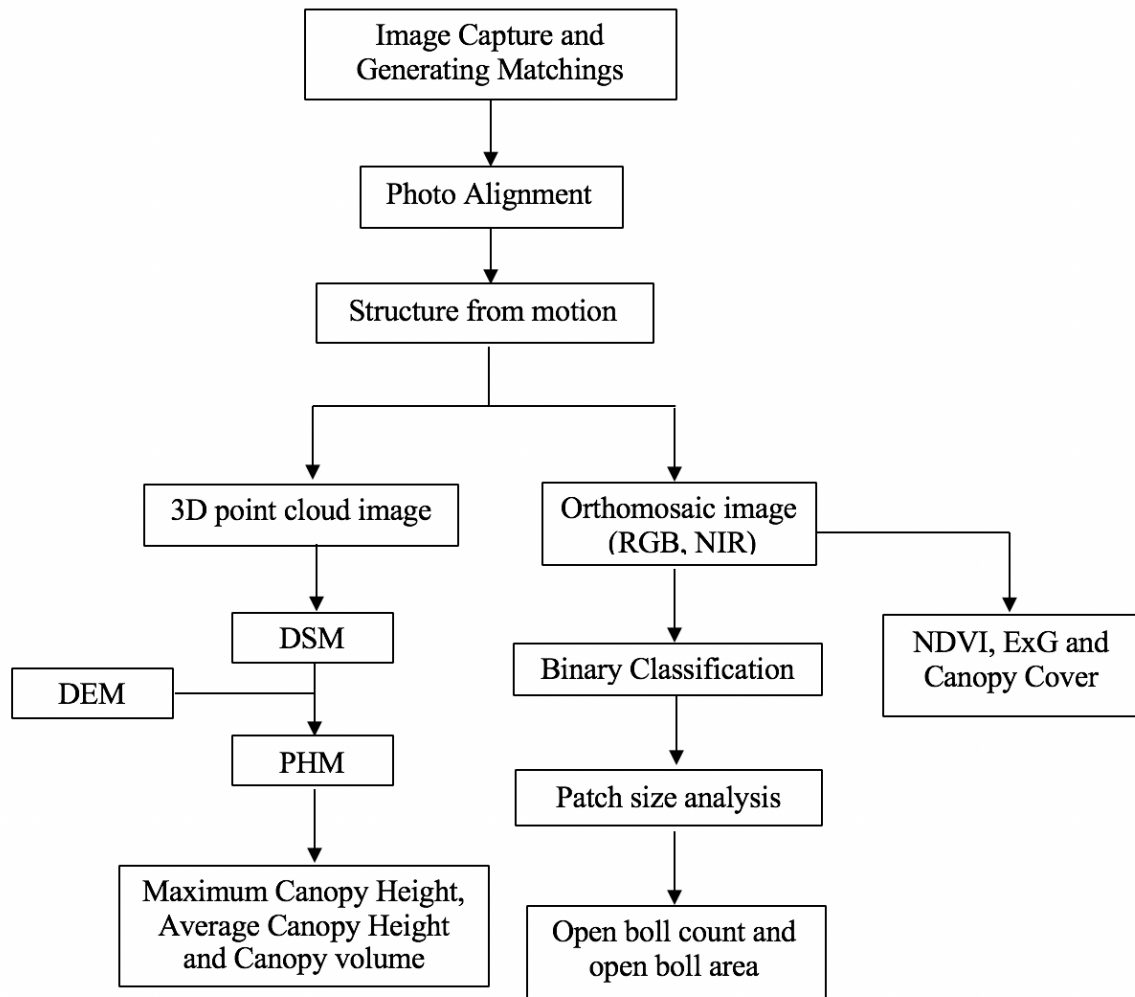 Image Capture and
Generating Matchings
Photo Alignment
Structure from motion
3D point cloud image
Orthomosaic image
(RGB, NIR)
DSM
NDVI, ExG and
Canopy Cover
Binary Classification
DEM
PHM
Patch size analysis
Maximum Canopy Height,
Average Canopy Height
and Canopy volume
Open boll count and
open boll area